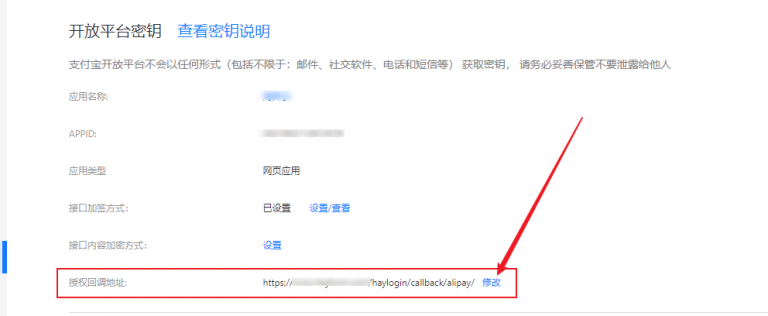 开放平台密钥 查看密钥说明
支付宝开放平台不会以任何形式（包括不限于：邮件、社交软件、电话和短信等） 获取密钥， 请务必妥善保管不要泄露给他人
应用名称:
APPID:
应用类型 网页应用
接口加签方式： 已设置 设置/查看
接口内容加密方式： 设置
授权回调地址: https:// /haylogin/callback/alipay/ 修改